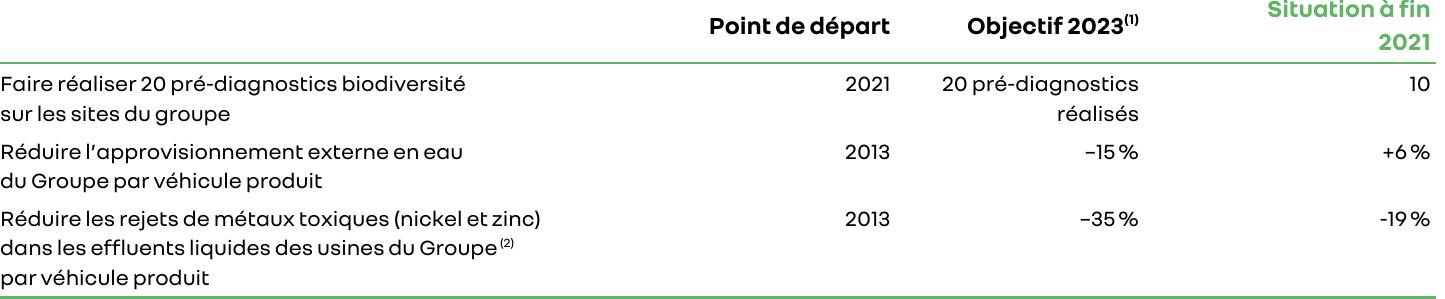 Point de départ Objectif 2023(1) Situation à fin
2021
Faire réaliser 20 pré-diagnostics biodiversité 2021 20 pré-diagnostics 10
sur les sites du groupe réalisés
Réduire l’approvisionnement externe en eau 2013 –15 % +6 %
du Groupe par véhicule produit
Réduire les rejets de métaux toxiques (nickel et zinc) 2013 –35 % -19 %
dans les effluents liquides des usines du Groupe (2)
par véhicule produit